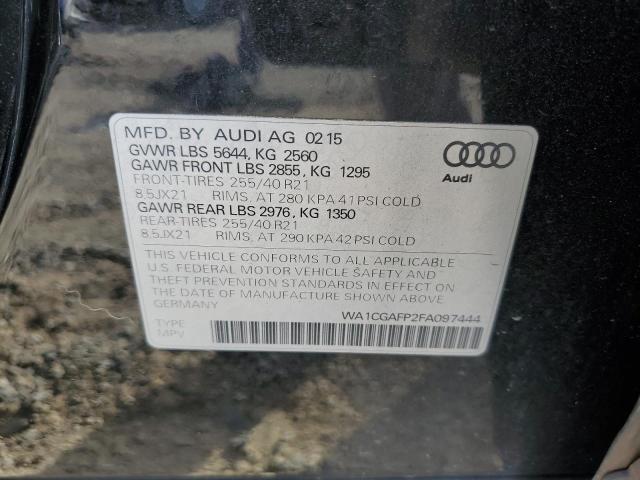 MFD. BY AUDI AG 02 15
GVWR LBS 5644, KG 2560
GAWR FRONT LBS 2855, KG 1295
FRONT-TIRES 255/40 R21
8.5JX21 RIMS, AT 280 KPA 41 PSI COLD
GAWR REAR LBS 2976, KG 1350
REAR-TIRES 255/40 R21
8.5JX21 RIMS, AT 290 KPA 42 PSI COLD
Audi
THIS VEHICLE CONFORMS TO ALL APPLICABLE
U.S. FEDERAL MOTOR VEHICLE SAFETY AND
THEFT PREVENTION STANDARDS IN EFFECT ON
THE DATE OF MANUFACTURE SHOWN ABOVE.
GERMANY
WA1CGAFP2FA097444
TYPE
MPV